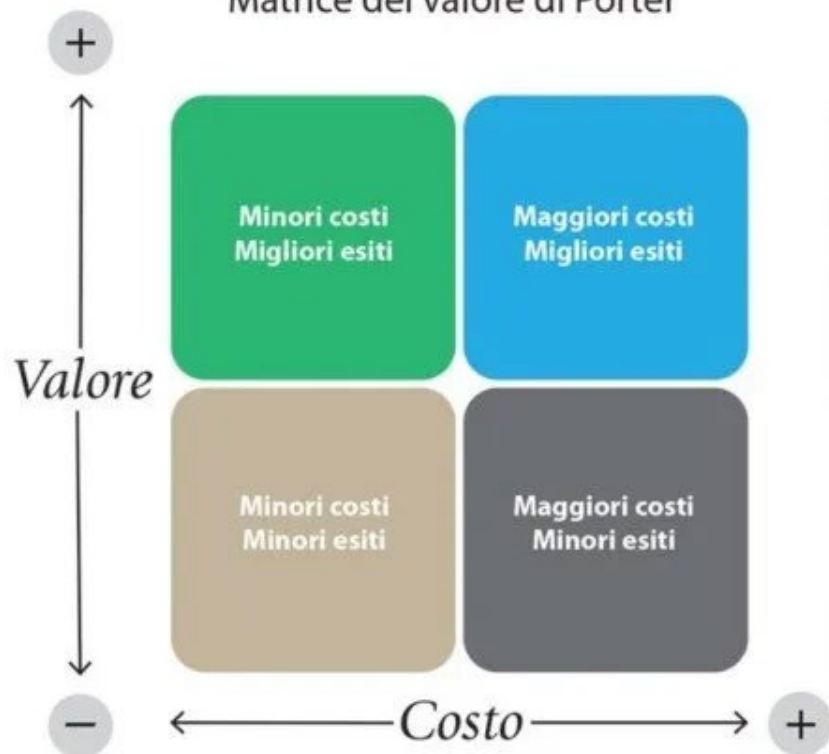 Matrice del valore di Porter
+
Minori costi
Migliori esiti
Maggiori costi
Migliori esiti
Valore
Minori costi
Minori esiti
Maggiori costi
Minori esiti
−
Costo
+